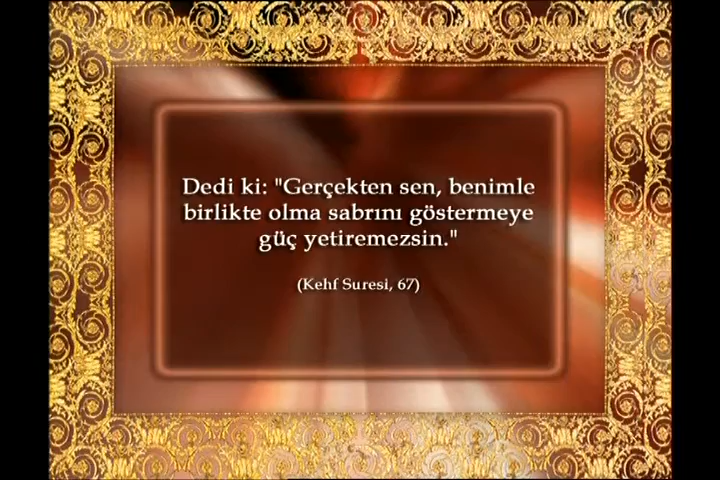 Dedi ki: "Gerçekten sen, benimle
birlikte olma sabrını göstermeye
güç yetiremezsin."
(Kehf Suresi, 67)